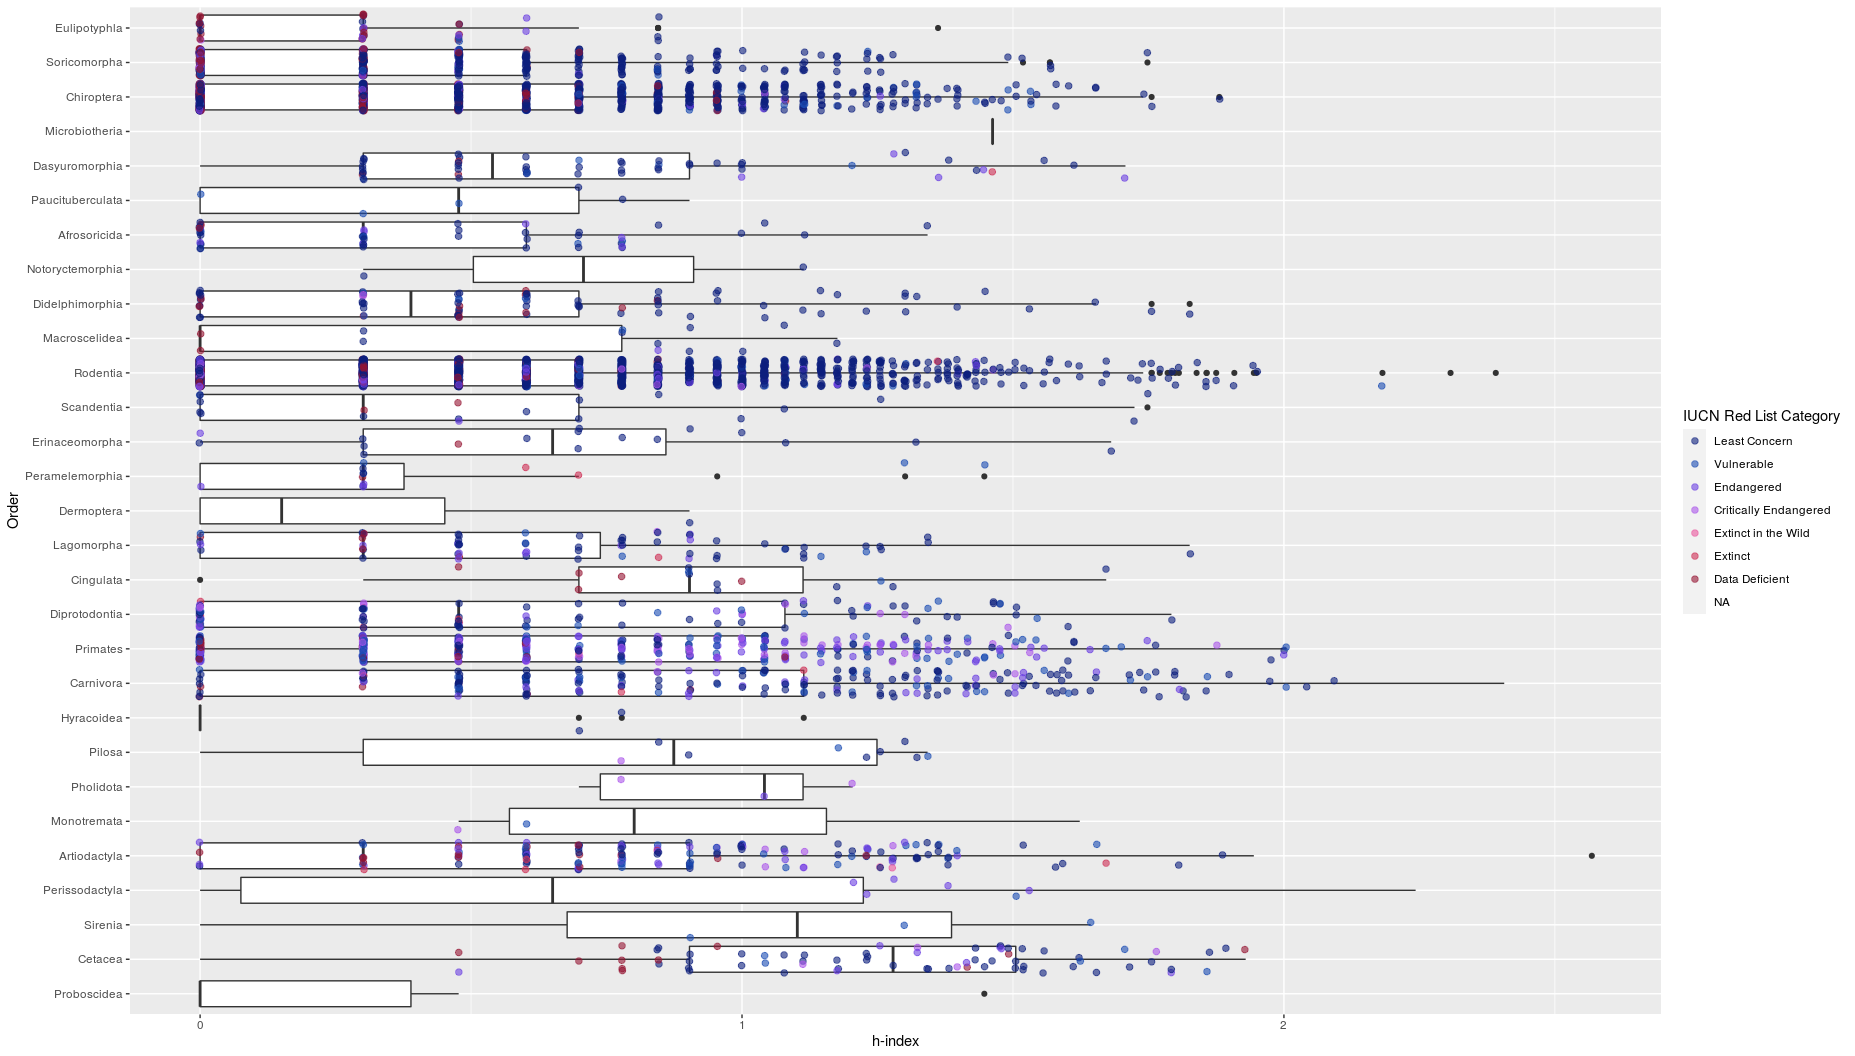 Eulipotyphla
Soricomorpha
Chiroptera
Microbiotheria
Dasyuromorphia
Paucituberculata
Afrosoricida
Notoryctemorphia
Didelphimorphia
Macroscelidea
Rodentia
Scandentia
Erinaceomorpha
Peramelemorphia
Dermoptera
Lagomorpha
Cingulata
Diprotodontia
Primates
Carnivora
Hyracoidea
Pilosa
Pholidota
Monotremata
Artiodactyla
Perissodactyla
Sirenia
Cetacea
Proboscidea
Order
0 1 2
h-index
IUCN Red List Category
Least Concern
Vulnerable
Endangered
Critically Endangered
Extinct in the Wild
Extinct
Data Deficient
NA